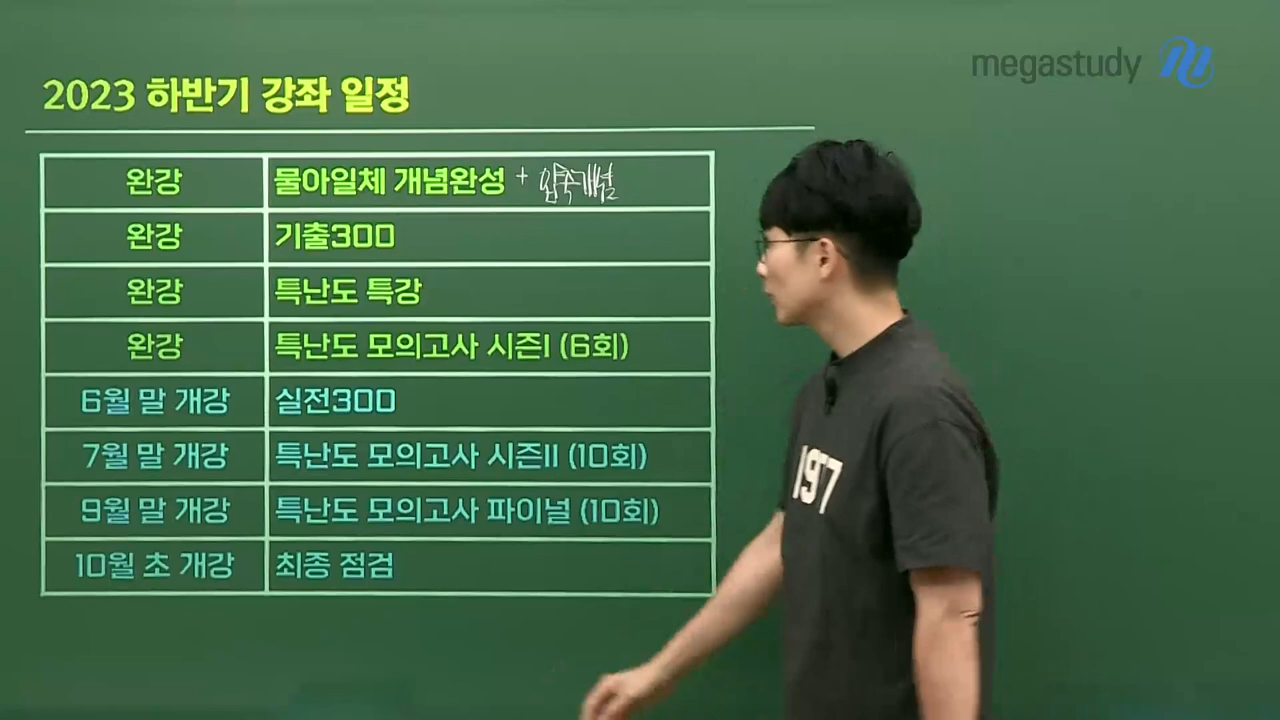 megastudy
2023 하반기 강좌 일정
완강 물아일체 개념완성 + 압축개념
완강 기출300
완강 특난도 특강
완강 특난도 모의고사 시즌I (6회)
6월 말 개강 실전300
7월 말 개강 특난도 모의고사 시즌II (10회)
9월 말 개강 특난도 모의고사 파이널 (10회)
10월 초 개강 최종 점검
197